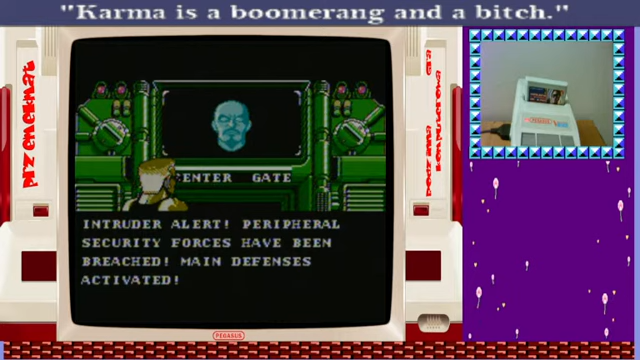 "Karma is a boomerang and a bitch."
CENTER GATE
INTRUDER ALERT! PERIPHERAL
SECURITY FORCES HAVE BEEN
BREACHED! MAIN DEFENSES
ACTIVATED!
PEGASUS